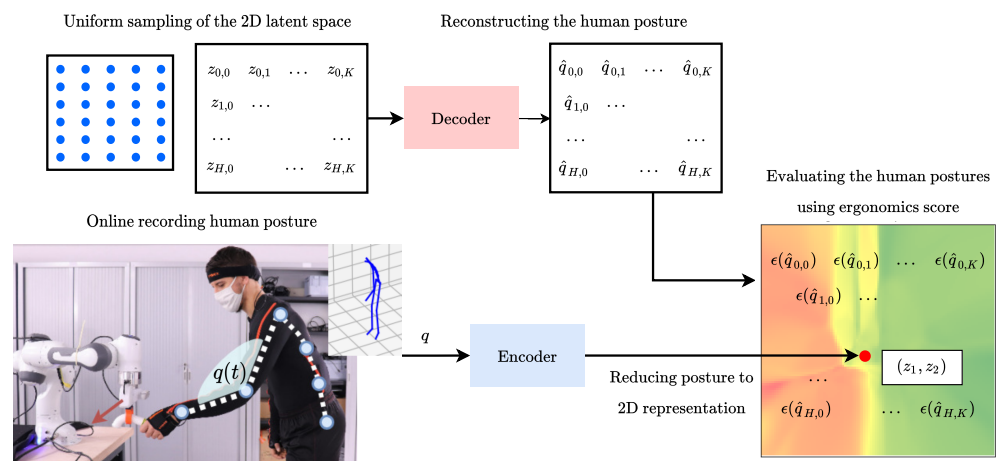 Uniform sampling of the 2D latent space
Reconstructing the human posture
z_{0,0} z_{0,1} ... z_{0,K}
z_{1,0} ...
... ...
z_{H,0} ... z_{H,K}
Decoder
q̂_{0,0} q̂_{0,1} ... q̂_{0,K}
q̂_{1,0} ...
... ...
q̂_{H,0} ... q̂_{H,K}
Evaluating the human postures
using ergonomics score
Online recording human posture
q(t)
q
Encoder
Reducing posture to
2D representation
ϵ(q̂_{0,0}) ϵ(q̂_{0,1}) ... ϵ(q̂_{0,K})
ϵ(q̂_{1,0}) ...
(z_1, z_2)
...
ϵ(q̂_{H,0}) ... ϵ(q̂_{H,K})